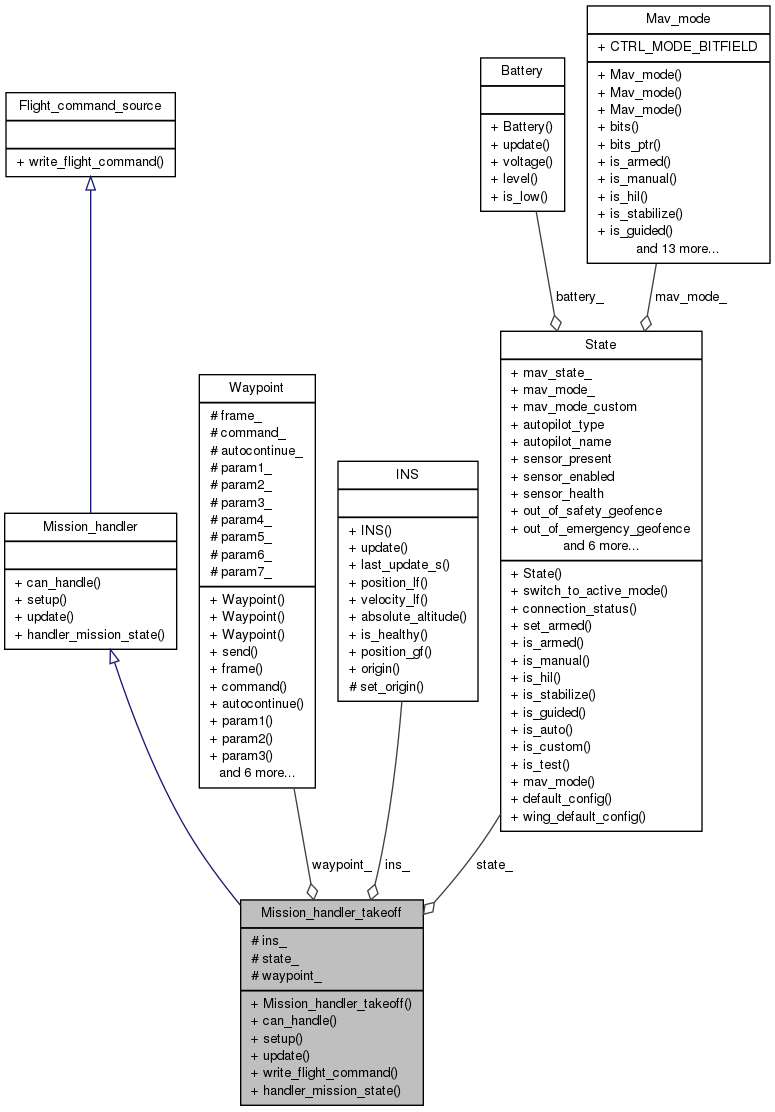 Mav_mode
+ CTRL_MODE_BITFIELD
+ Mav_mode()
+ Mav_mode()
+ Mav_mode()
+ bits()
+ bits_ptr()
+ is_armed()
+ is_manual()
+ is_hil()
+ is_stabilize()
+ is_guided()
and 13 more...
Battery
+ Battery()
+ update()
+ voltage()
+ level()
+ is_low()
Flight_command_source
+ write_flight_command()
battery_
mav_mode_
State
+ mav_state_
+ mav_mode_
+ mav_mode_custom
+ autopilot_type
+ autopilot_name
+ sensor_present
+ sensor_enabled
+ sensor_health
+ out_of_safety_geofence
+ out_of_emergency_geofence
and 6 more...
+ State()
+ switch_to_active_mode()
+ connection_status()
+ set_armed()
+ is_armed()
+ is_manual()
+ is_hil()
+ is_stabilize()
+ is_guided()
+ is_auto()
+ is_custom()
+ is_test()
+ mav_mode()
+ default_config()
+ wing_default_config()
Waypoint
# frame_
# command_
# autocontinue_
# param1_
# param2_
# param3_
# param4_
# param5_
# param6_
# param7_
+ Waypoint()
+ Waypoint()
+ Waypoint()
+ send()
+ frame()
+ command()
+ autocontinue()
+ param1()
+ param2()
+ param3()
and 6 more...
INS
+ INS()
+ update()
+ last_update_s()
+ position_lf()
+ velocity_lf()
+ absolute_altitude()
+ is_healthy()
+ position_gf()
+ origin()
# set_origin()
Mission_handler
+ can_handle()
+ setup()
+ update()
+ handler_mission_state()
waypoint_
ins_
state_
Mission_handler_takeoff
# ins_
# state_
# waypoint_
+ Mission_handler_takeoff()
+ can_handle()
+ setup()
+ update()
+ write_flight_command()
+ handler_mission_state()